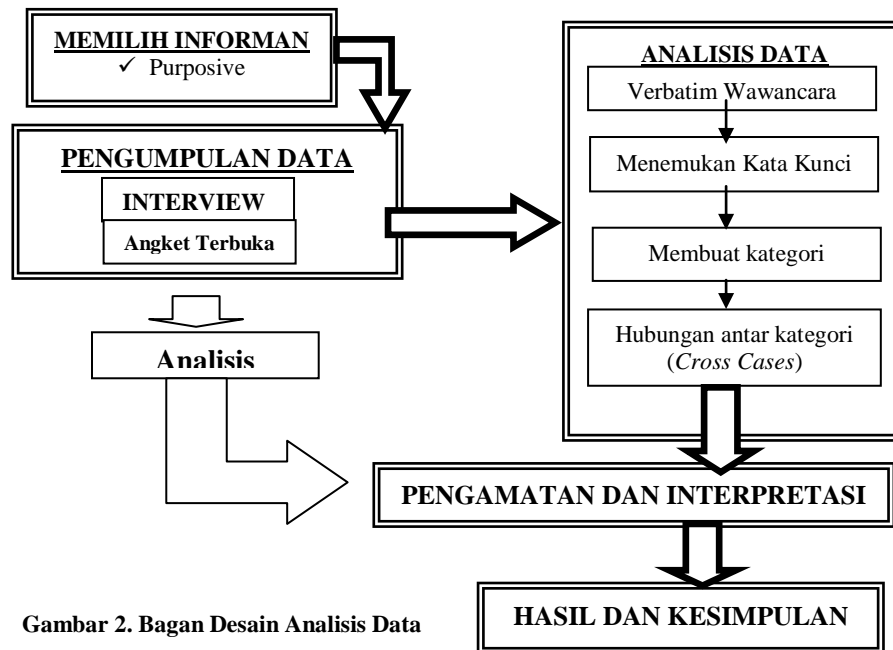 MEMILIH INFORMAN
✓ Purposive
PENGUMPULAN DATA
INTERVIEW
Angket Terbuka
Analisis
ANALISIS DATA
Verbatim Wawancara
Menemukan Kata Kunci
Membuat kategori
Hubungan antar kategori
(Cross Cases)
PENGAMATAN DAN INTERPRETASI
HASIL DAN KESIMPULAN
Gambar 2. Bagan Desain Analisis Data